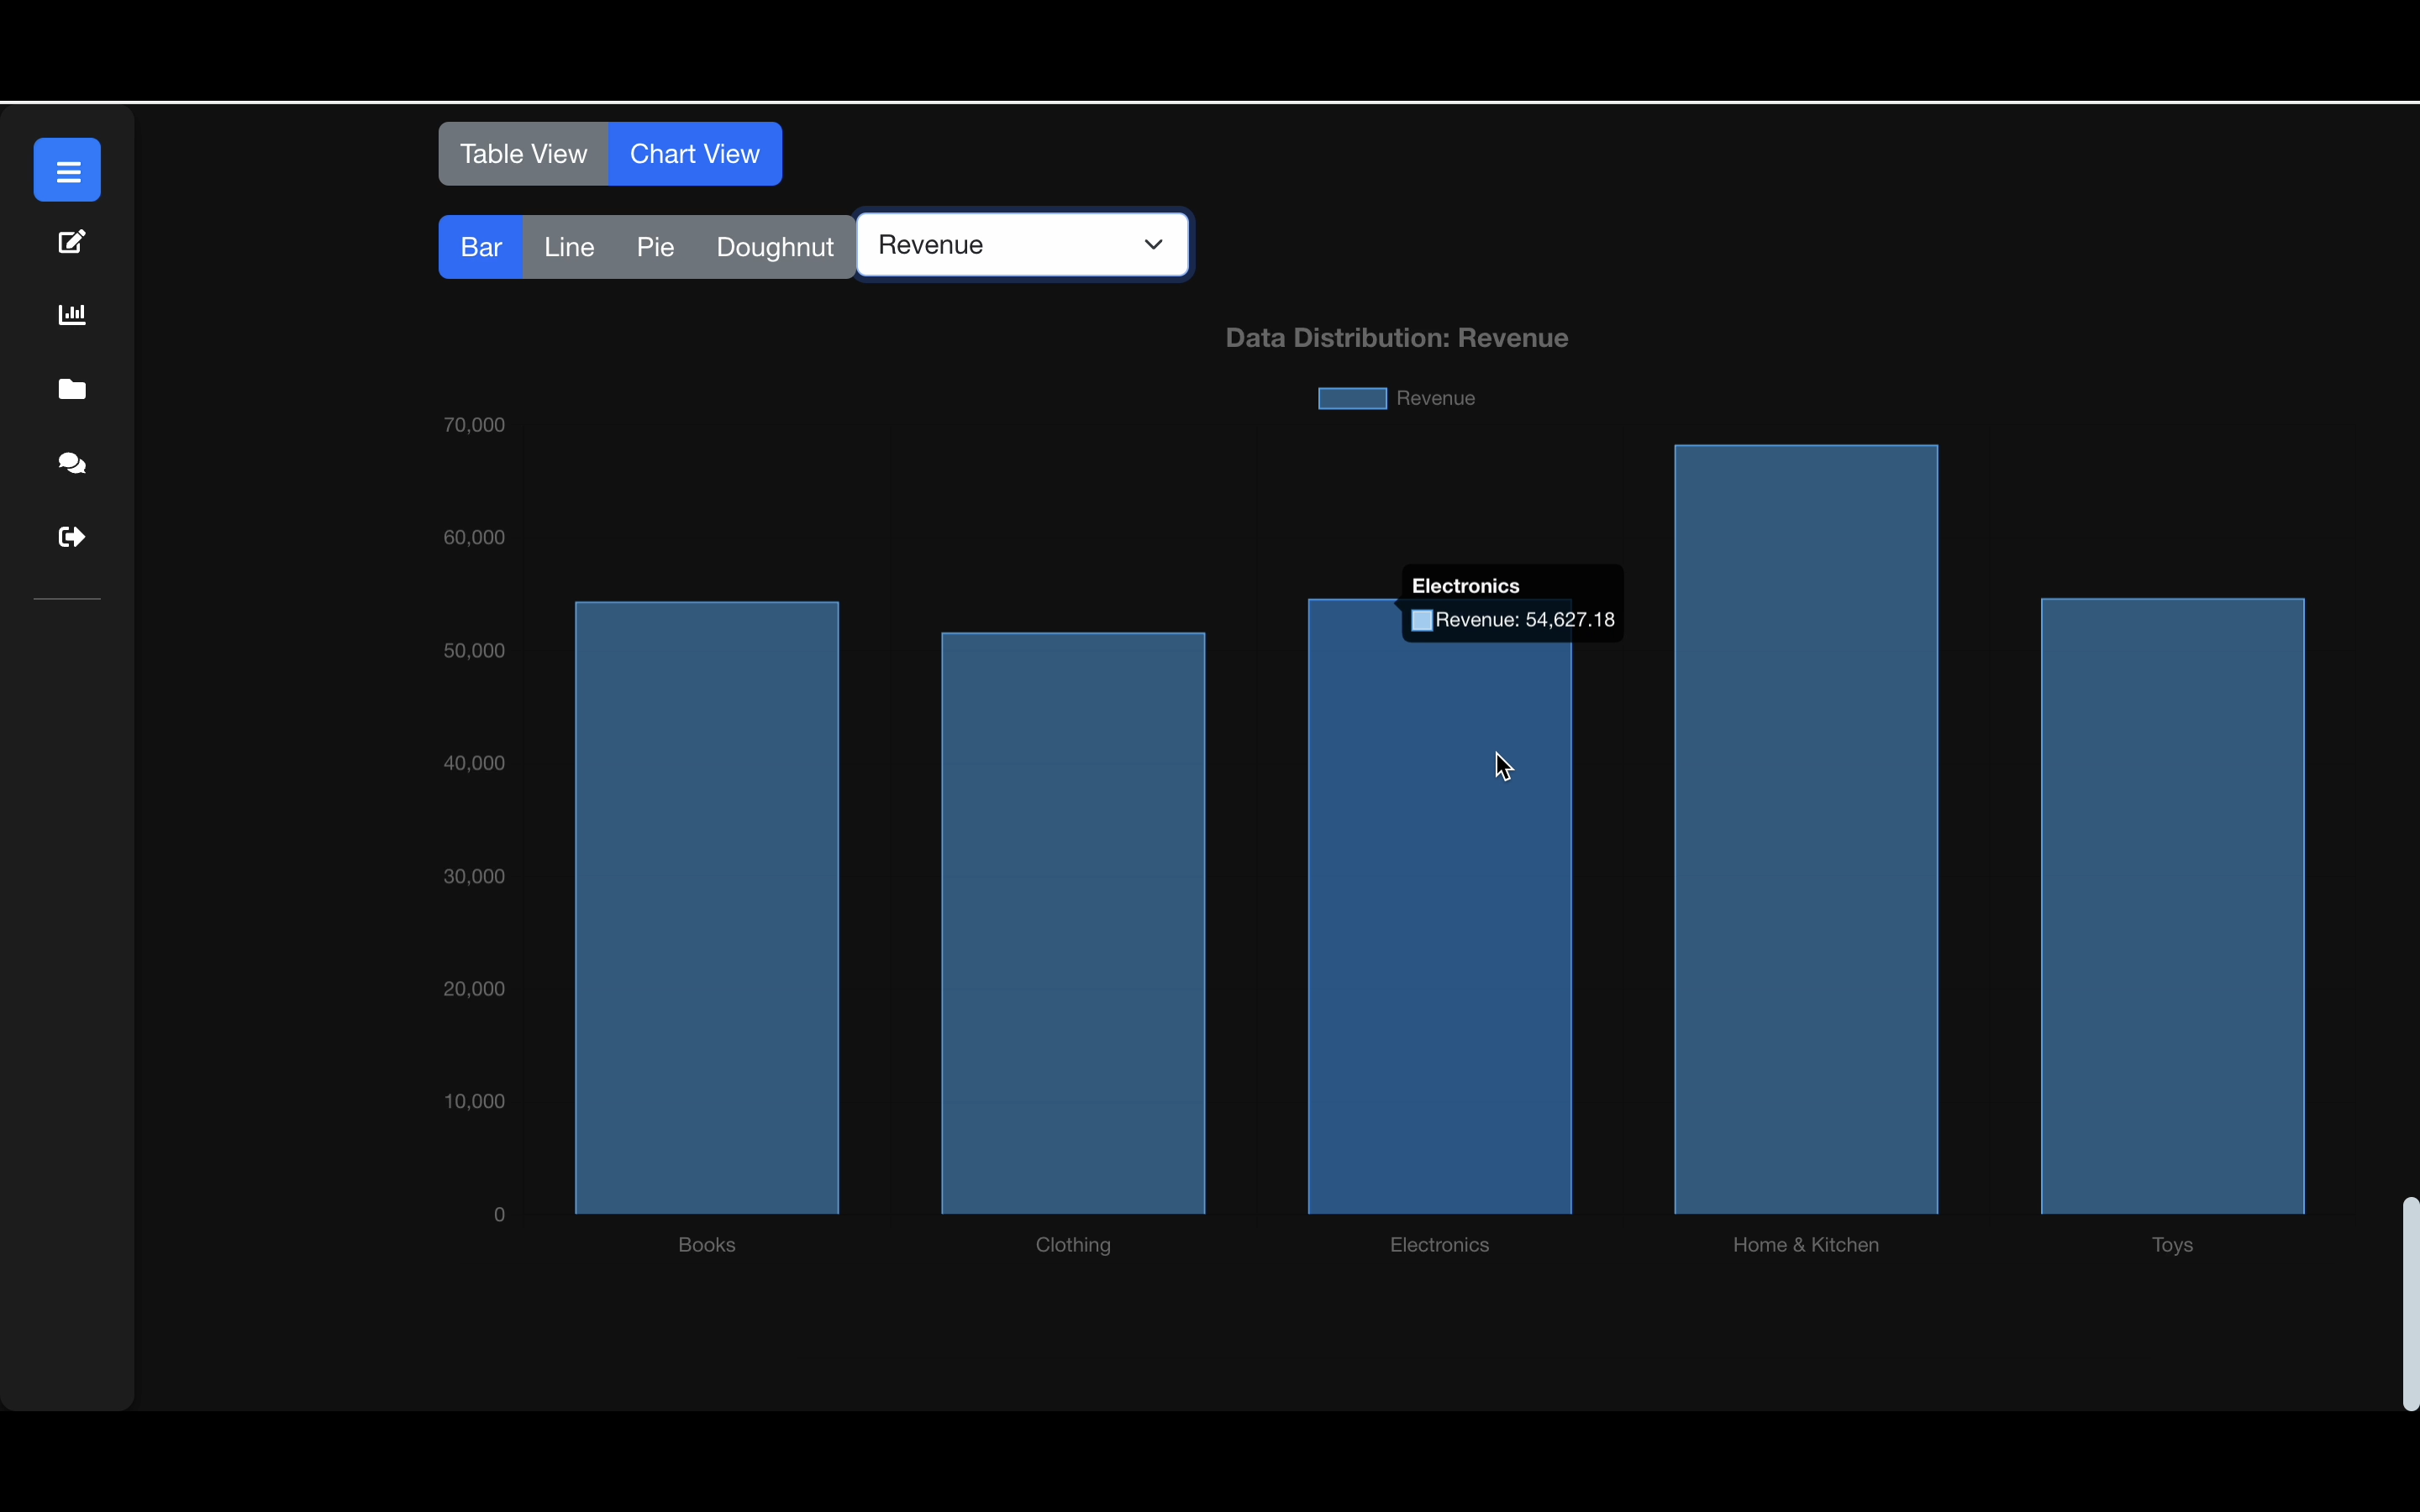 Table View Chart View
Bar Line Pie Doughnut Revenue
Data Distribution: Revenue
Revenue
70,000
60,000
Electronics
Revenue: 54,627.18
50,000
40,000
30,000
20,000
10,000
0
Books Clothing Electronics Home & Kitchen Toys